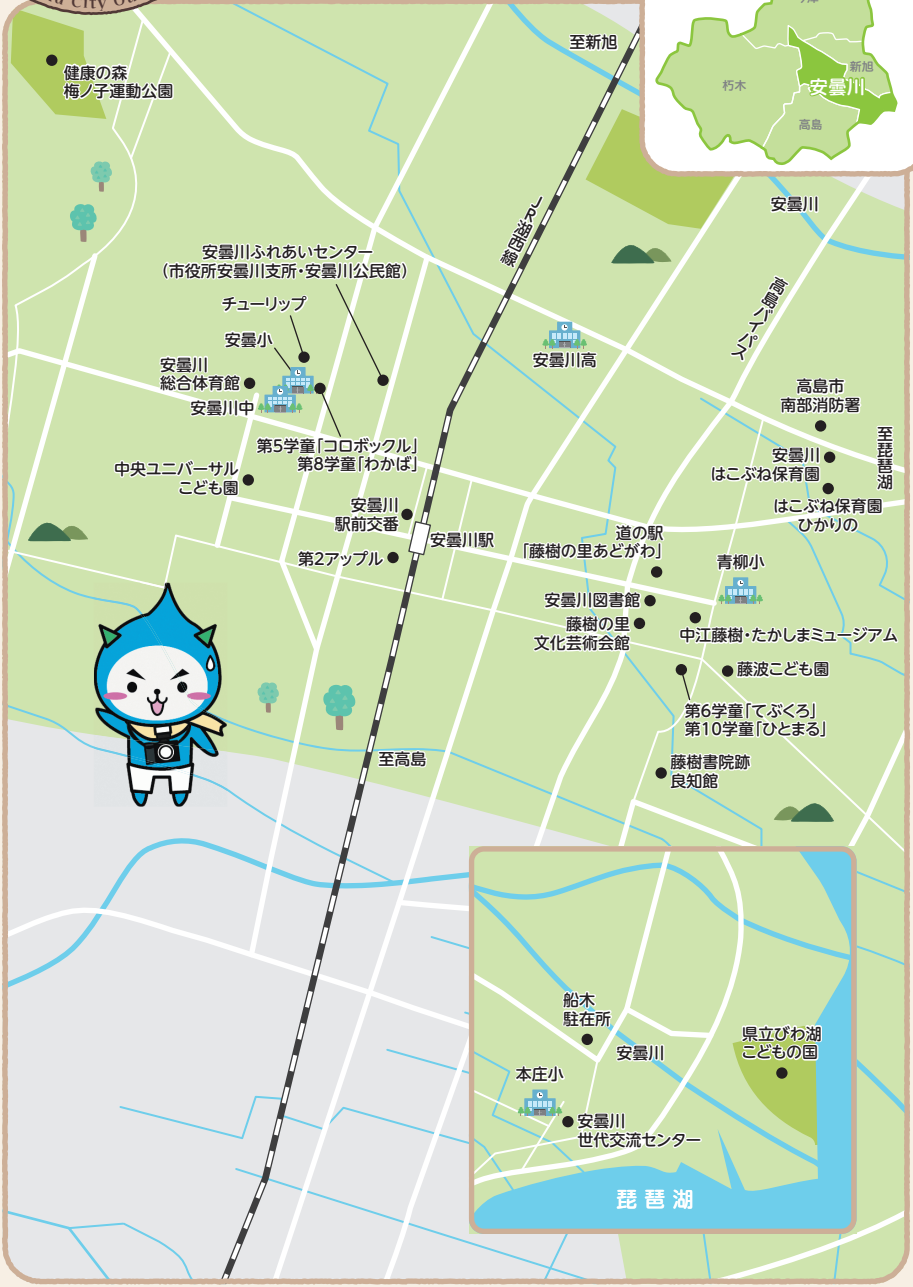 至新旭
健康の森
梅ノ子運動公園
朽木
新旭
安曇川
高島
安曇川
JR湖西線
安曇川ふれあいセンター
（市役所安曇川支所・安曇川公民館）
チューリップ
高島バイパス
安曇小
安曇川高
安曇川
総合体育館
安曇川中
高島市
南部消防署
至琵琶湖
第5学童「コロボックル」
第8学童「わかば」
安曇川
はこぶね保育園
中央ユニバーサル
こども園
はこぶね保育園
ひかりの
安曇川
駅前交番
安曇川駅
道の駅
「藤樹の里あどがわ」
第2アップル
青柳小
安曇川図書館
藤樹の里
文化芸術会館
中江藤樹・たかしまミュージアム
藤波こども園
第6学童「てぶくろ」
第10学童「ひとまる」
至高島
藤樹書院跡
良知館
船木
駐在所
安曇川
県立びわ湖
こどもの国
本庄小
安曇川
世代交流センター
琵琶湖